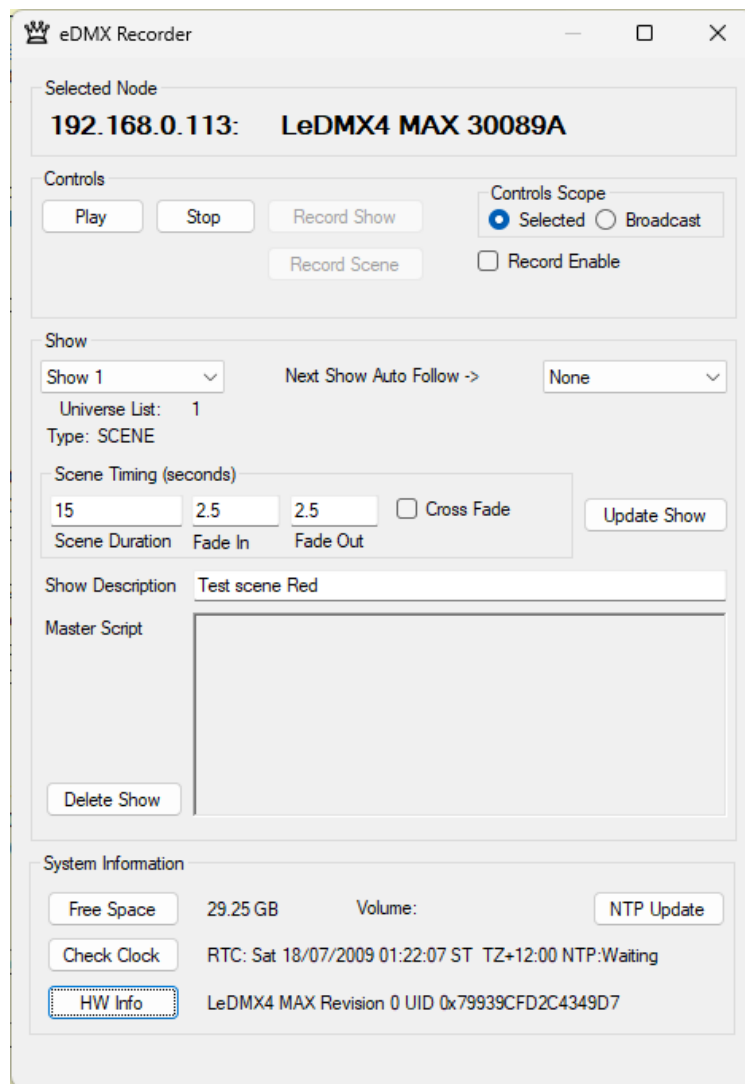 eDMX Recorder
Selected Node
192.168.0.113: LeDMX4 MAX 30089A
Controls
Controls Scope
Play Stop Record Show Selected Broadcast
Record Scene Record Enable
Show
Show 1 Next Show Auto Follow -> None
Universe List: 1
Type: SCENE
Scene Timing (seconds)
15 2.5 2.5 Cross Fade Update Show
Scene Duration Fade In Fade Out
Show Description Test scene Red
Master Script
Delete Show
System Information
Free Space 29.25 GB Volume: NTP Update
Check Clock RTC: Sat 18/07/2009 01:22:07 ST TZ+12:00 NTP:Waiting
HW Info LeDMX4 MAX Revision 0 UID 0x79939CFD2C4349D7